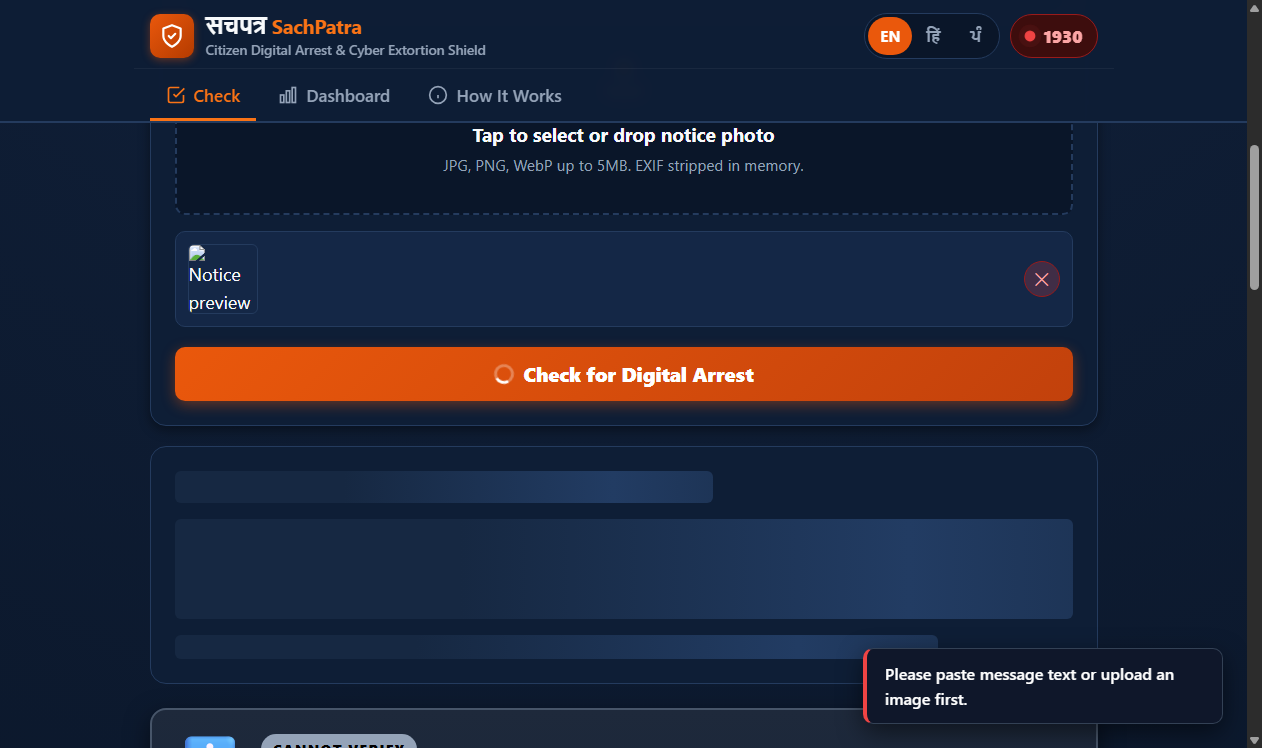 सचपत्र SachPatra
Citizen Digital Arrest & Cyber Extortion Shield
EN हिं ਪੰ 1930
Check Dashboard How It Works
Tap to select or drop notice photo
JPG, PNG, WebP up to 5MB. EXIF stripped in memory.
Notice
preview
Check for Digital Arrest
Please paste message text or upload an
image first.
CANNOT VERIFY